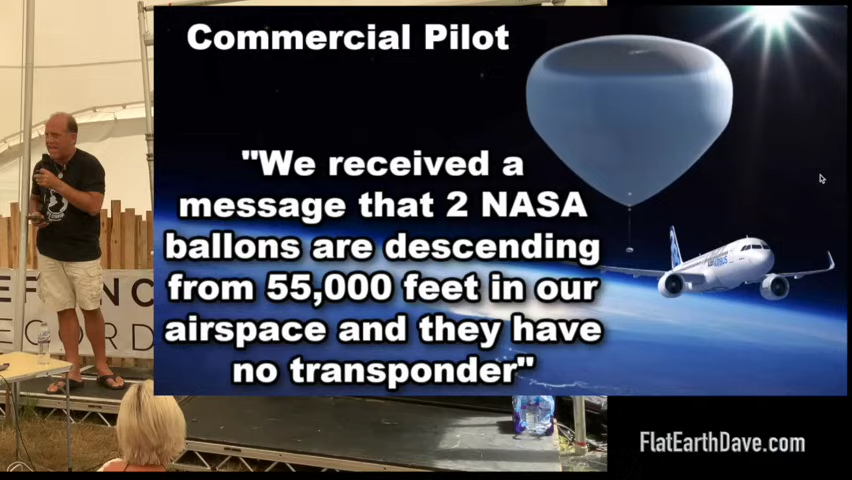 Commercial Pilot
"We received a
message that 2 NASA
ballons are descending
from 55,000 feet in our
airspace and they have
no transponder"
FlatEarthDave.com